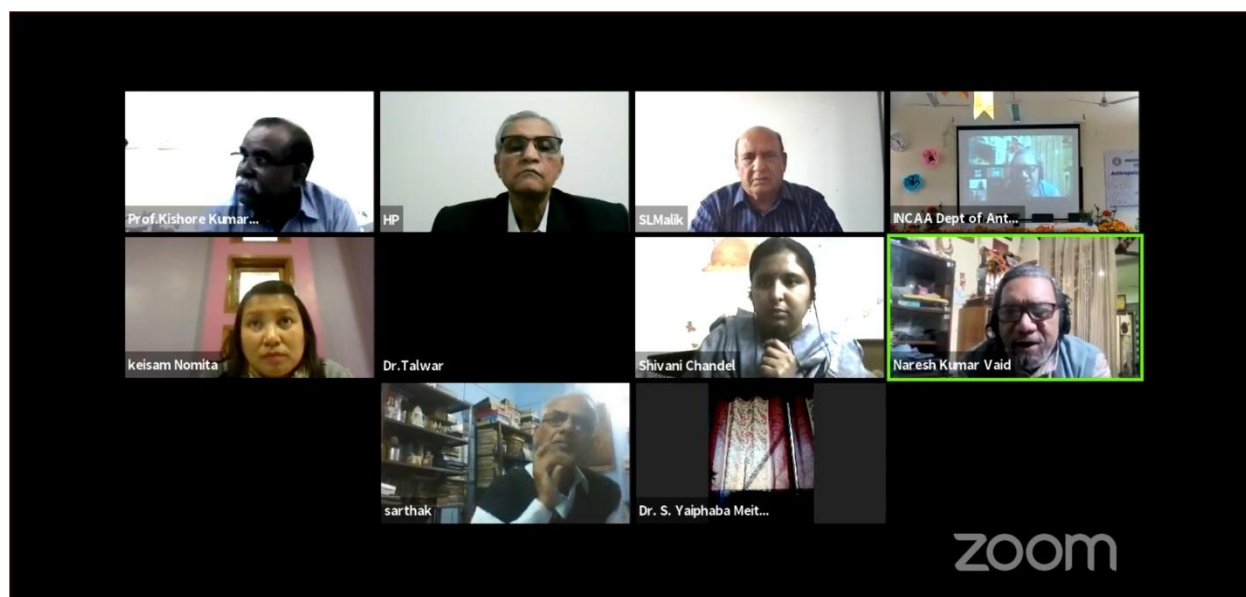 Prof.Kishore Kumar...
HP
SLMalik
INCAA Dept of Ant...
Anthropolo
keisam Nomita
Dr.Talwar
Shivani Chandel
Naresh Kumar Vaid
sarthak
Dr. S. Yaiphaba Meit...
zoom